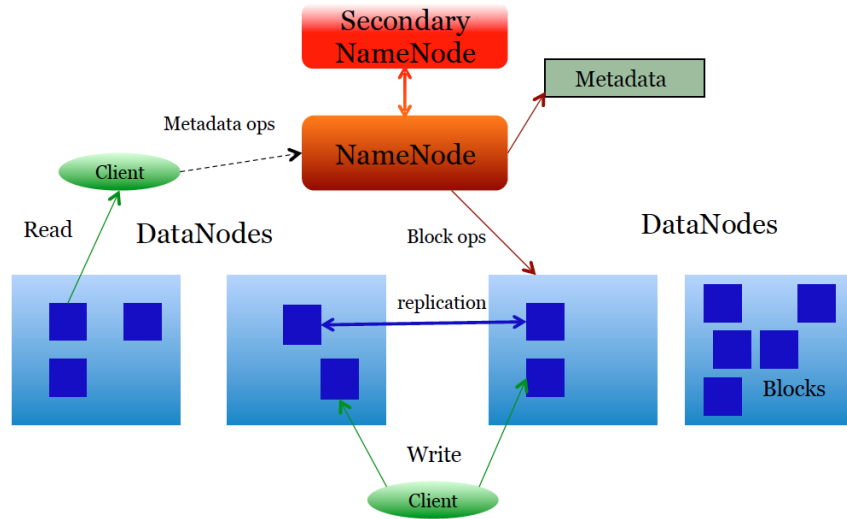 Secondary
NameNode
Metadata
Metadata ops
NameNode
Client
Read
DataNodes
Block ops
DataNodes
replication
Blocks
Write
Client